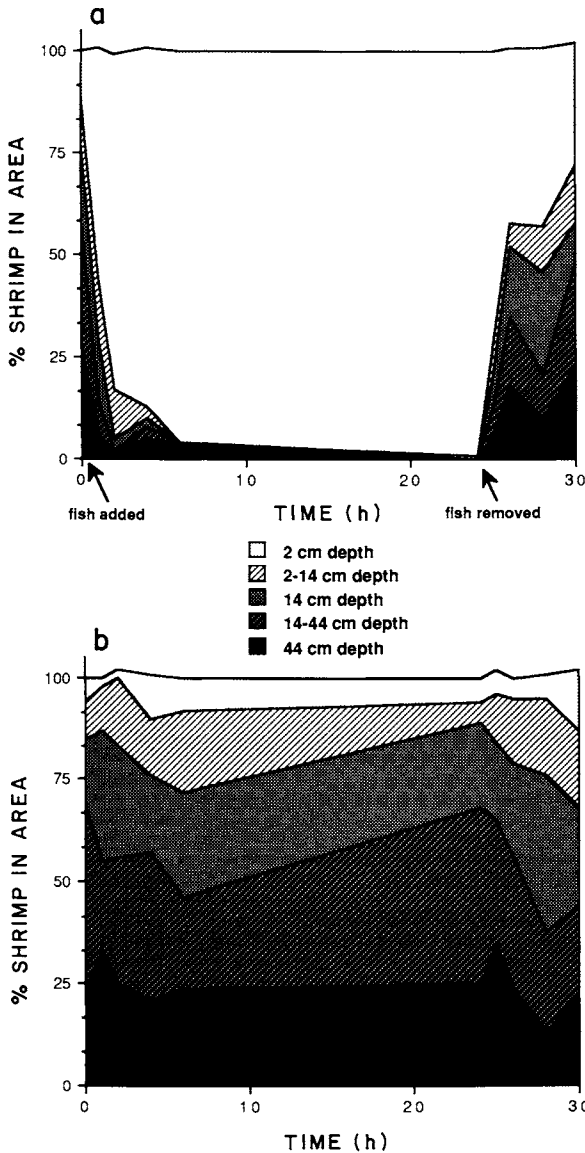 a
100
75
50
25
0
% SHRIMP IN AREA
0 10 20 30
TIME (h)
fish added
fish removed
2 cm depth
2-14 cm depth
14 cm depth
14-44 cm depth
44 cm depth
b
100
75
50
25
0
% SHRIMP IN AREA
0 10 20 30
TIME (h)